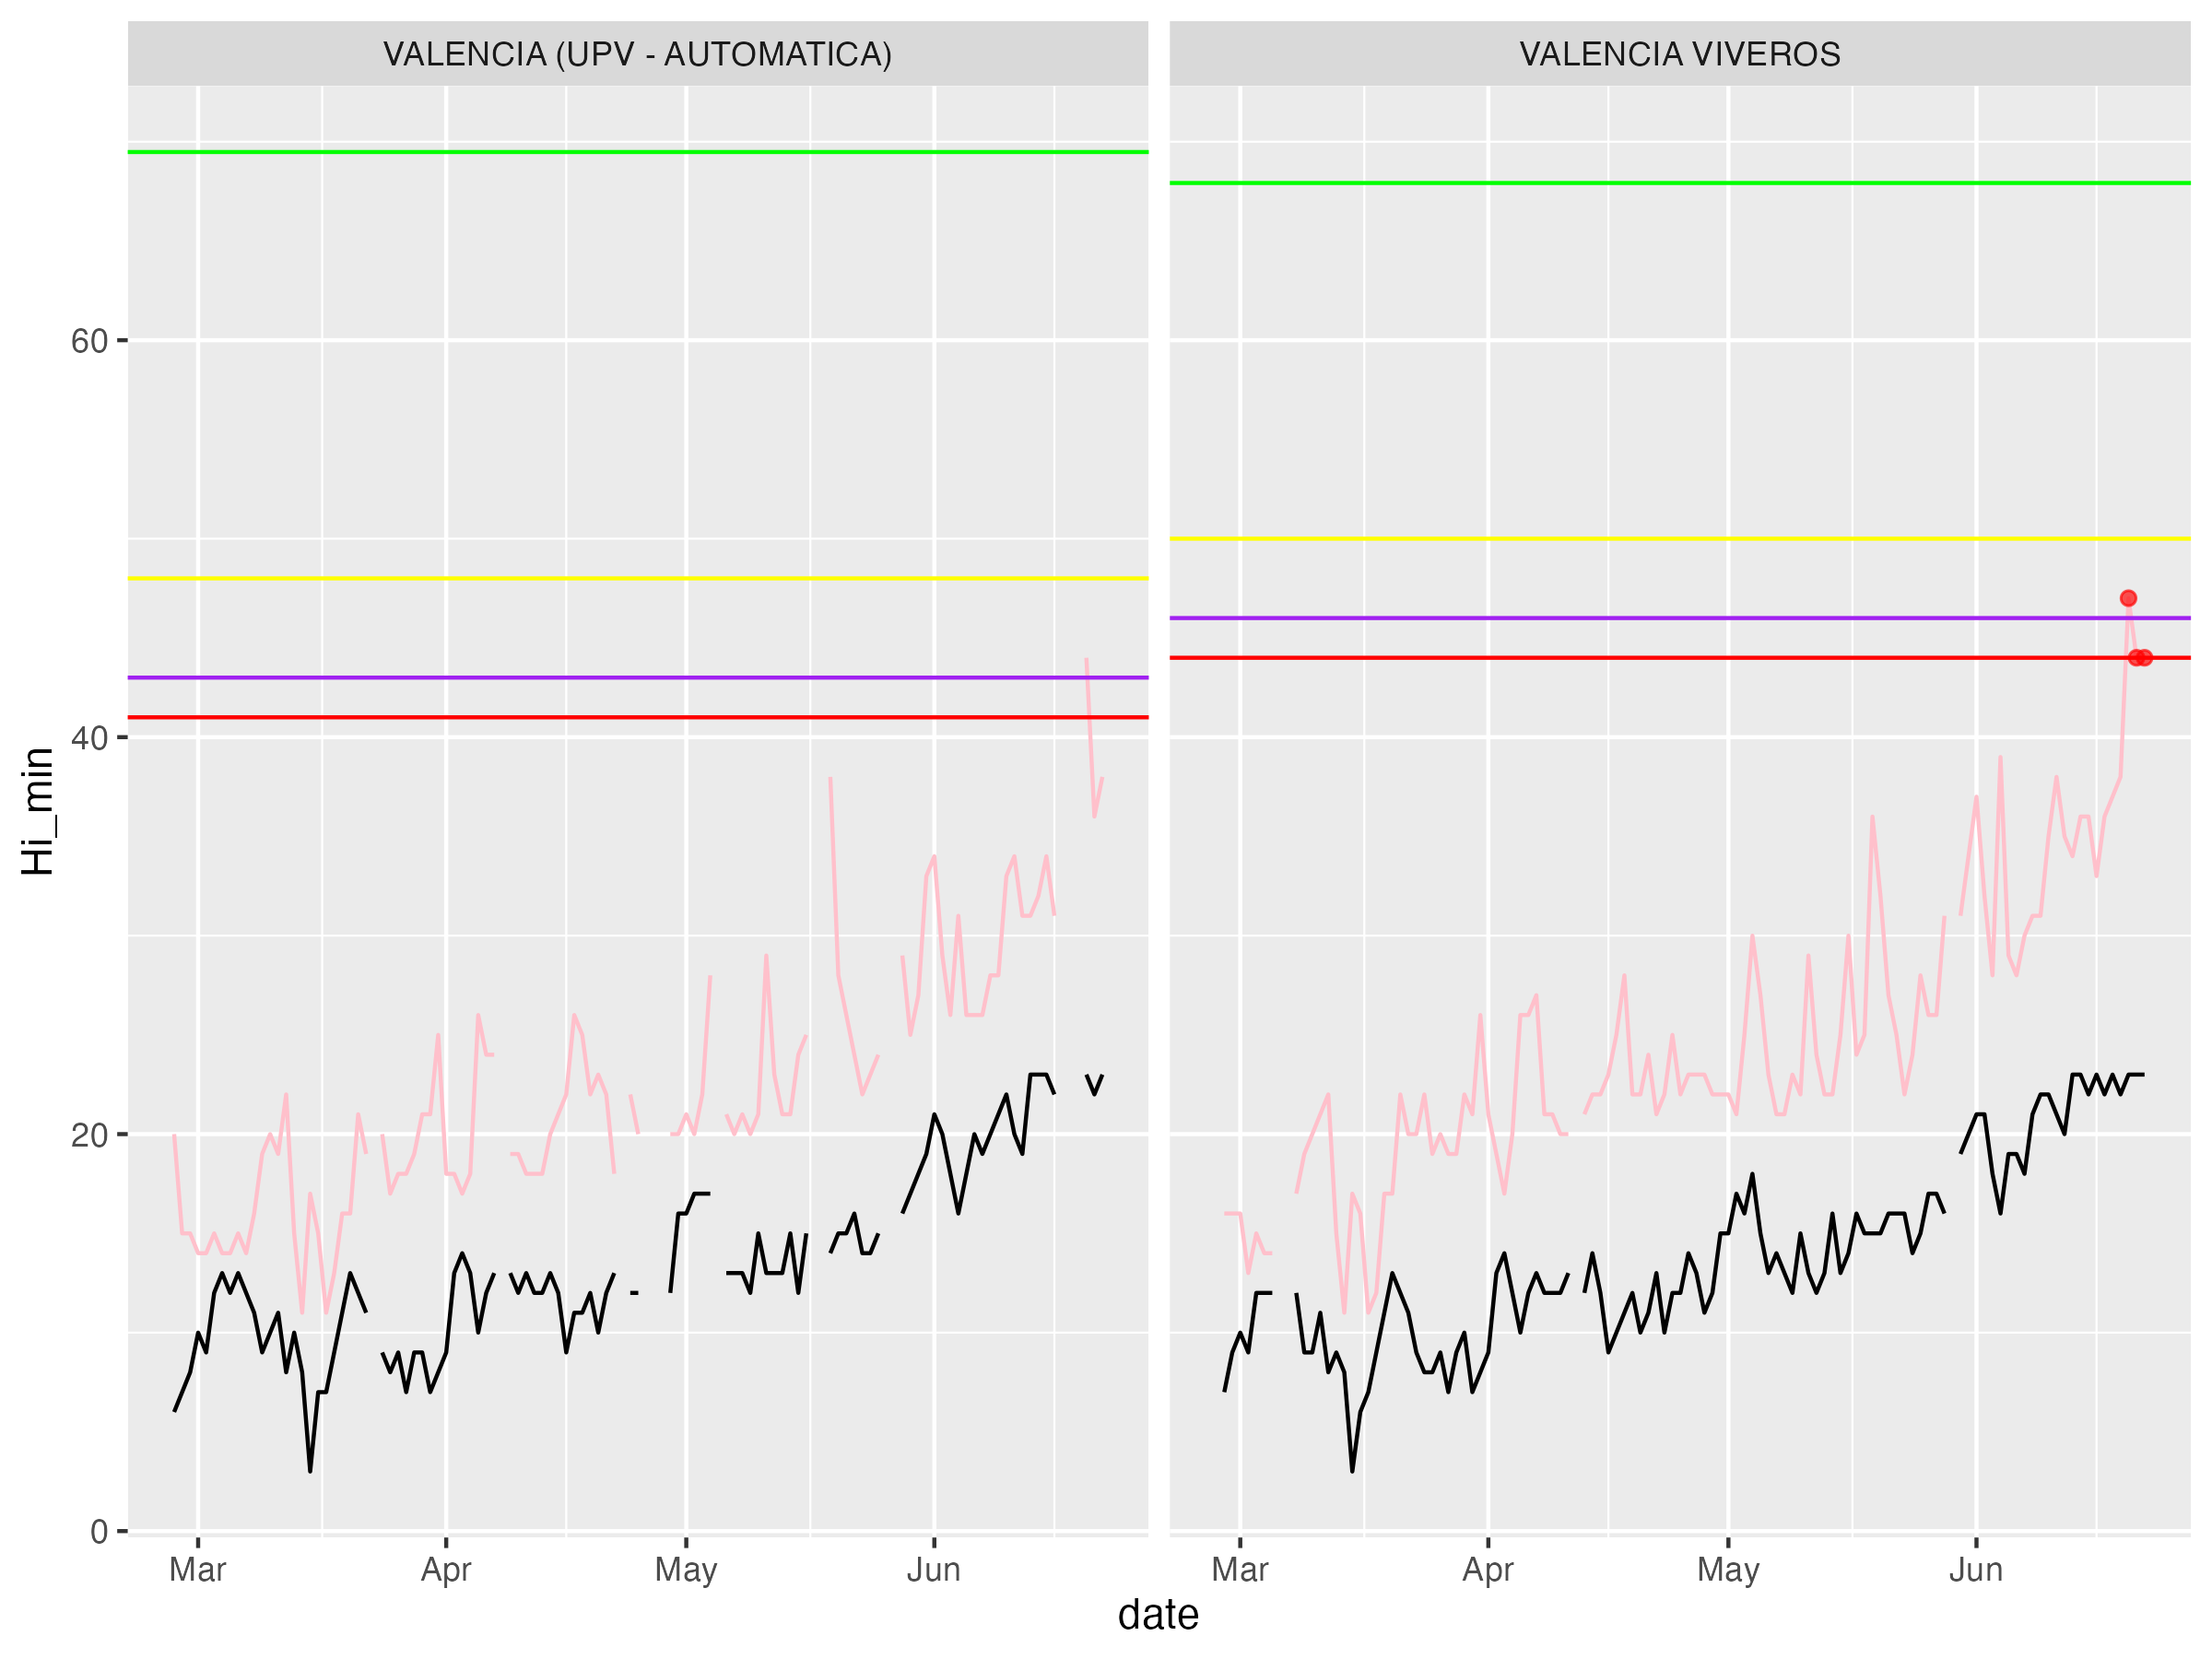 VALENCIA (UPV - AUTOMATICA)
VALENCIA VIVEROS
Hi_min
60
40
20
0
Mar
Apr
May
Jun
Mar
Apr
May
Jun
date